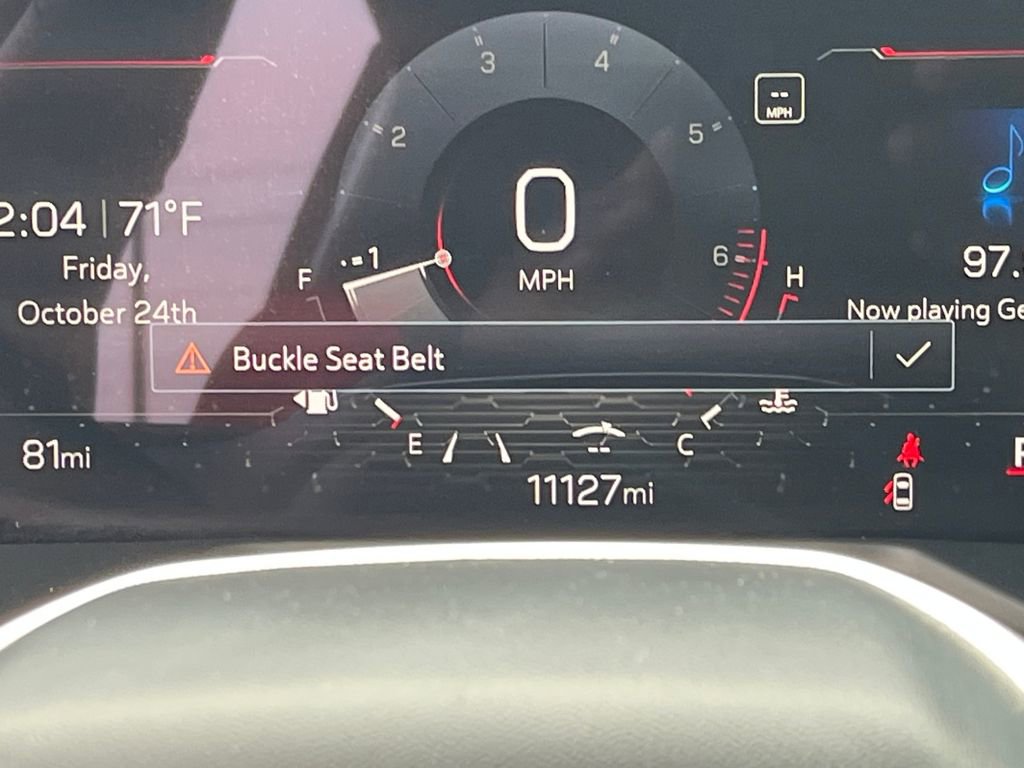 3
4
2
5
--
MPH
2:04 | 71°F
0
1
6
F
MPH
H
97.
Friday,
October 24th
Now playing Ge
Buckle Seat Belt
E
C
81mi
--
11127mi